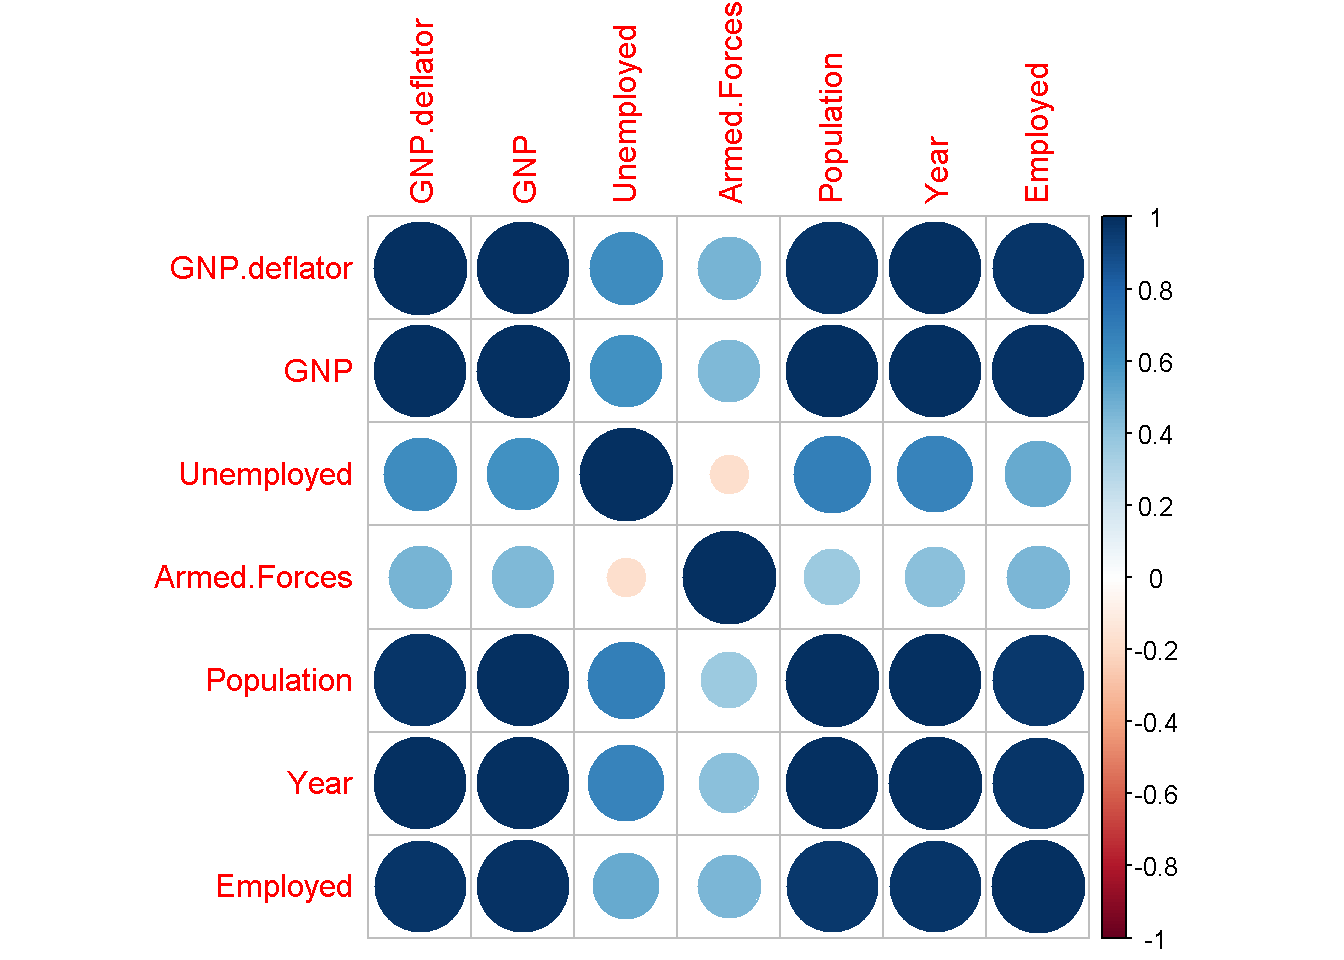 GNP.deflator
GNP
Unemployed
Armed.Forces
Population
Year
Employed
GNP.deflator
GNP
Unemployed
Armed.Forces
Population
Year
Employed
1
0.8
0.6
0.4
0.2
0
-0.2
-0.4
-0.6
-0.8
-1